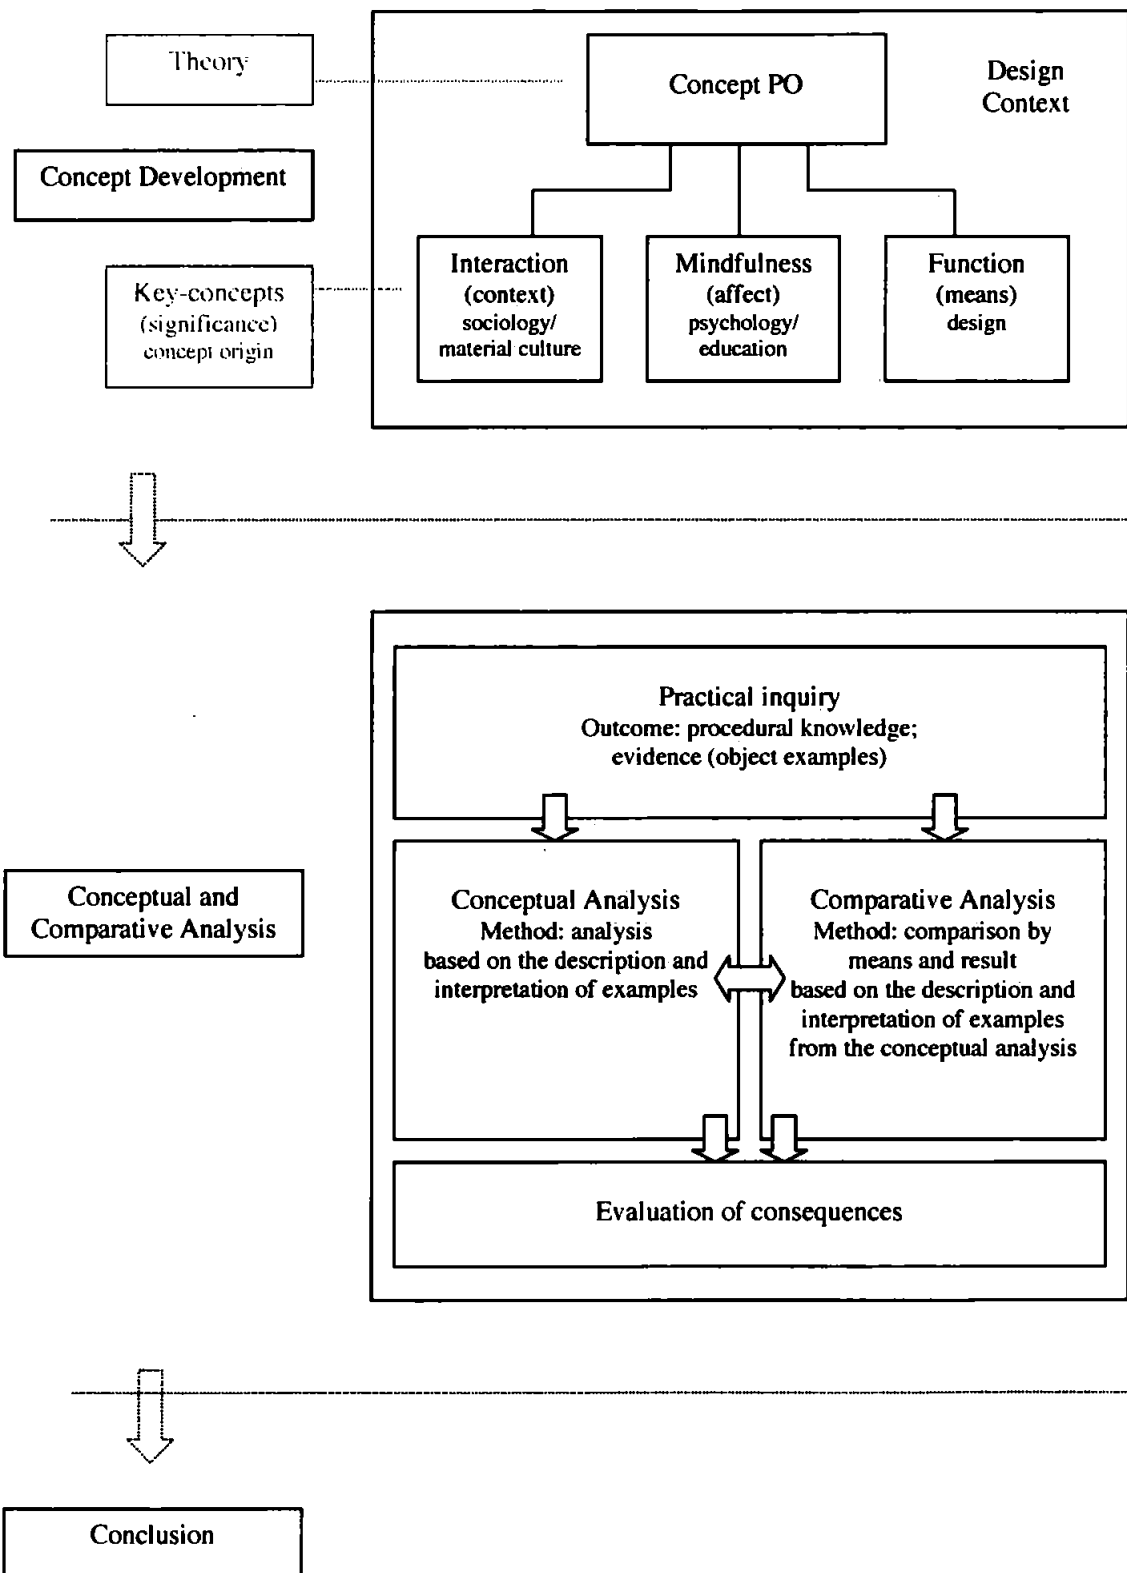 Theory
Concept PO
Design
Context
Concept Development
Key-concepts
(significance)
concept origin
Interaction
(context)
sociology/
material culture
Mindfulness
(affect)
psychology/
education
Function
(means)
design
Practical inquiry
Outcome: procedural knowledge;
evidence (object examples)
Conceptual and
Comparative Analysis
Conceptual Analysis
Method: analysis
based on the description and
interpretation of examples
Comparative Analysis
Method: comparison by
means and result
based on the description and
interpretation of examples
from the conceptual analysis
Evaluation of consequences
Conclusion